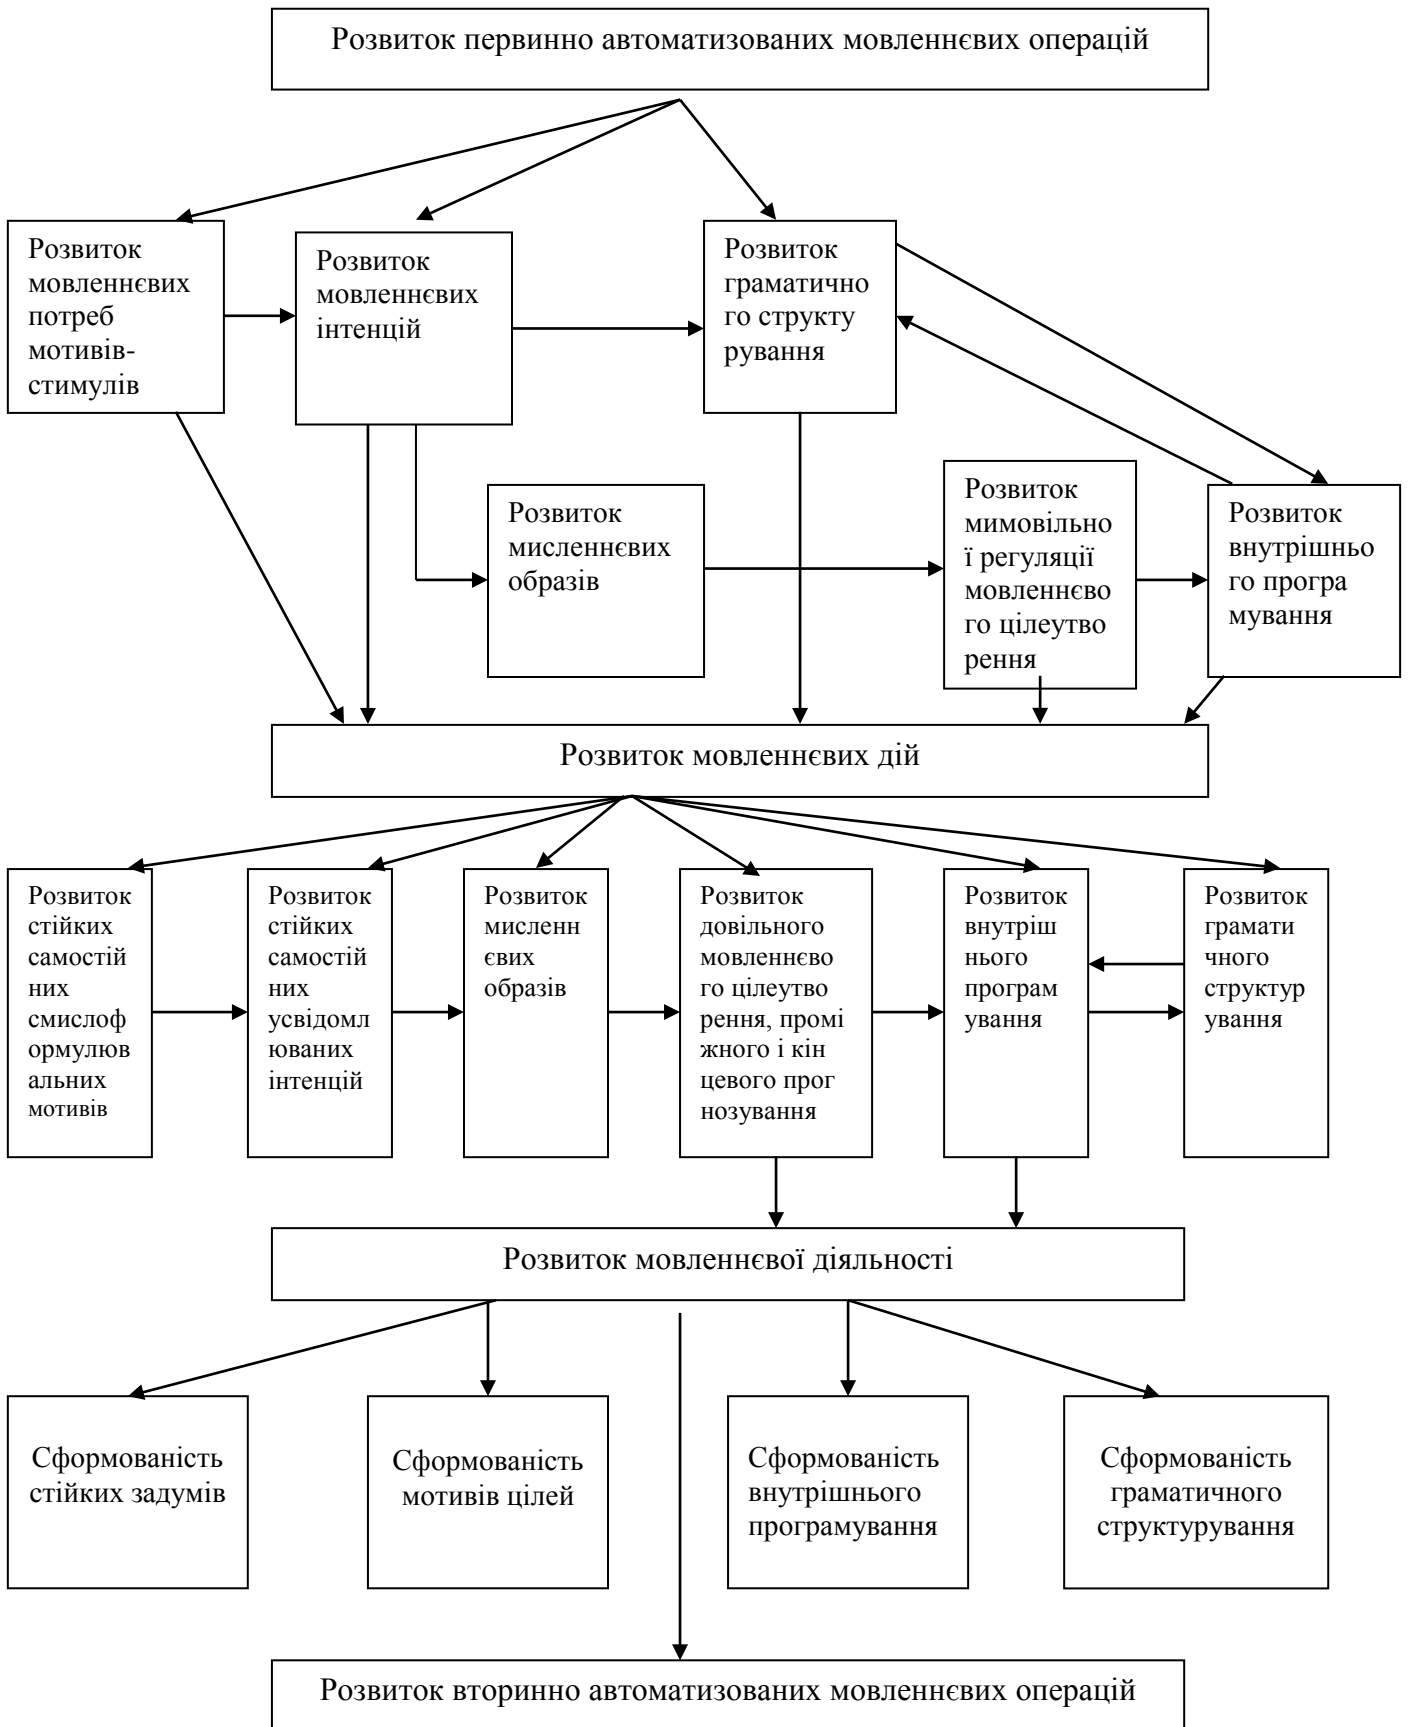 Розвиток первинно автоматизованих мовленнєвих операцій
Розвиток
мовленнєвих
потреб
мотивів-
стимулів
Розвиток
мовленнєвих
інтенцій
Розвиток
граматично
го структу
рування
Розвиток
мисленнєвих
образів
Розвиток
мимовільно
ї регуляції
мовленнєво
го цілеутво
рення
Розвиток
внутрішньо
го програ
мування
Розвиток мовленнєвих дій
Розвиток
стійких
самостій
них
смислоф
ормулюв
альних
мотивів
Розвиток
стійких
самостій
них
усвідомл
юваних
інтенцій
Розвиток
мисленн
євих
образів
Розвиток
довільного
мовленнєво
го цілеутво
рення, промі
жного і кін
цевого прог
нозування
Розвиток
внутріш
нього
програм
ування
Розвиток
грамати
чного
структур
ування
Розвиток мовленнєвої діяльності
Сформованість
стійких задумів
Сформованість
мотивів цілей
Сформованість
внутрішнього
програмування
Сформованість
граматичного
структурування
Розвиток вторинно автоматизованих мовленнєвих операцій